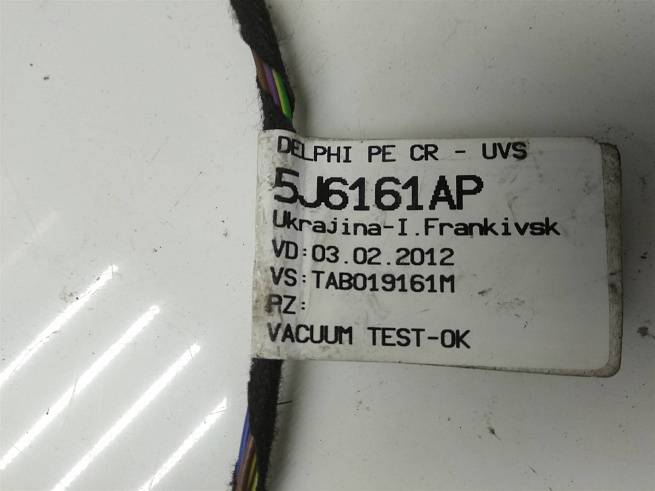 DELPHI PE CR - UVS
5J6161AP
Ukrajina-I.Frankivsk
VD:03.02.2012
VS:TAB019161M
PZ:
VACUUM TEST-OK